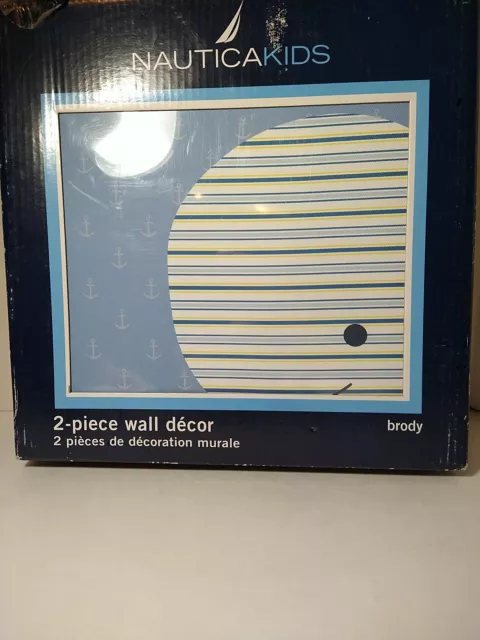 NAUTICAKIDS
2-piece wall décor
brody
2 pièces de décoration murale